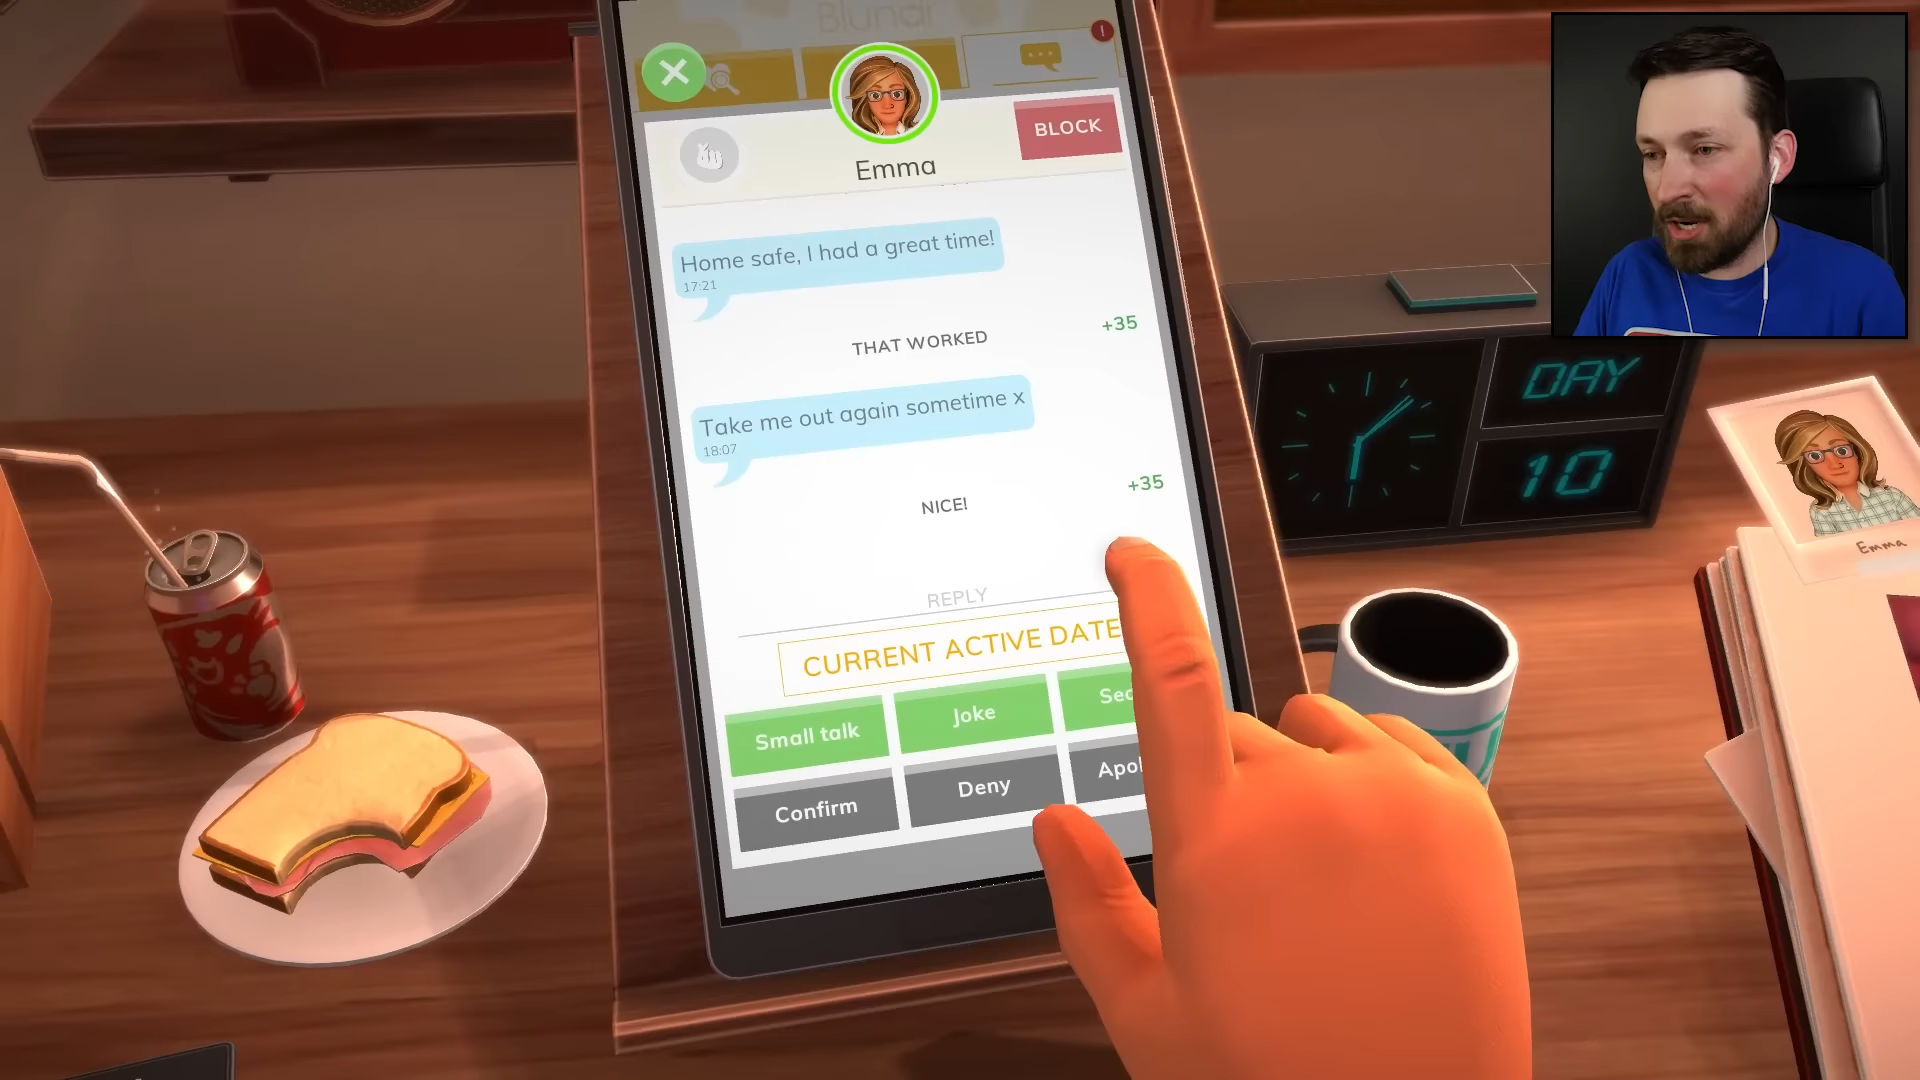 Blundr
!
BLOCK
Emma
Home safe, I had a great time!
17:21
THAT WORKED
+35
Take me out again sometime x
18:07
NICE!
+35
REPLY
CURRENT ACTIVE DATE
Small talk
Joke
Confirm
Deny
DAY
10
Emma